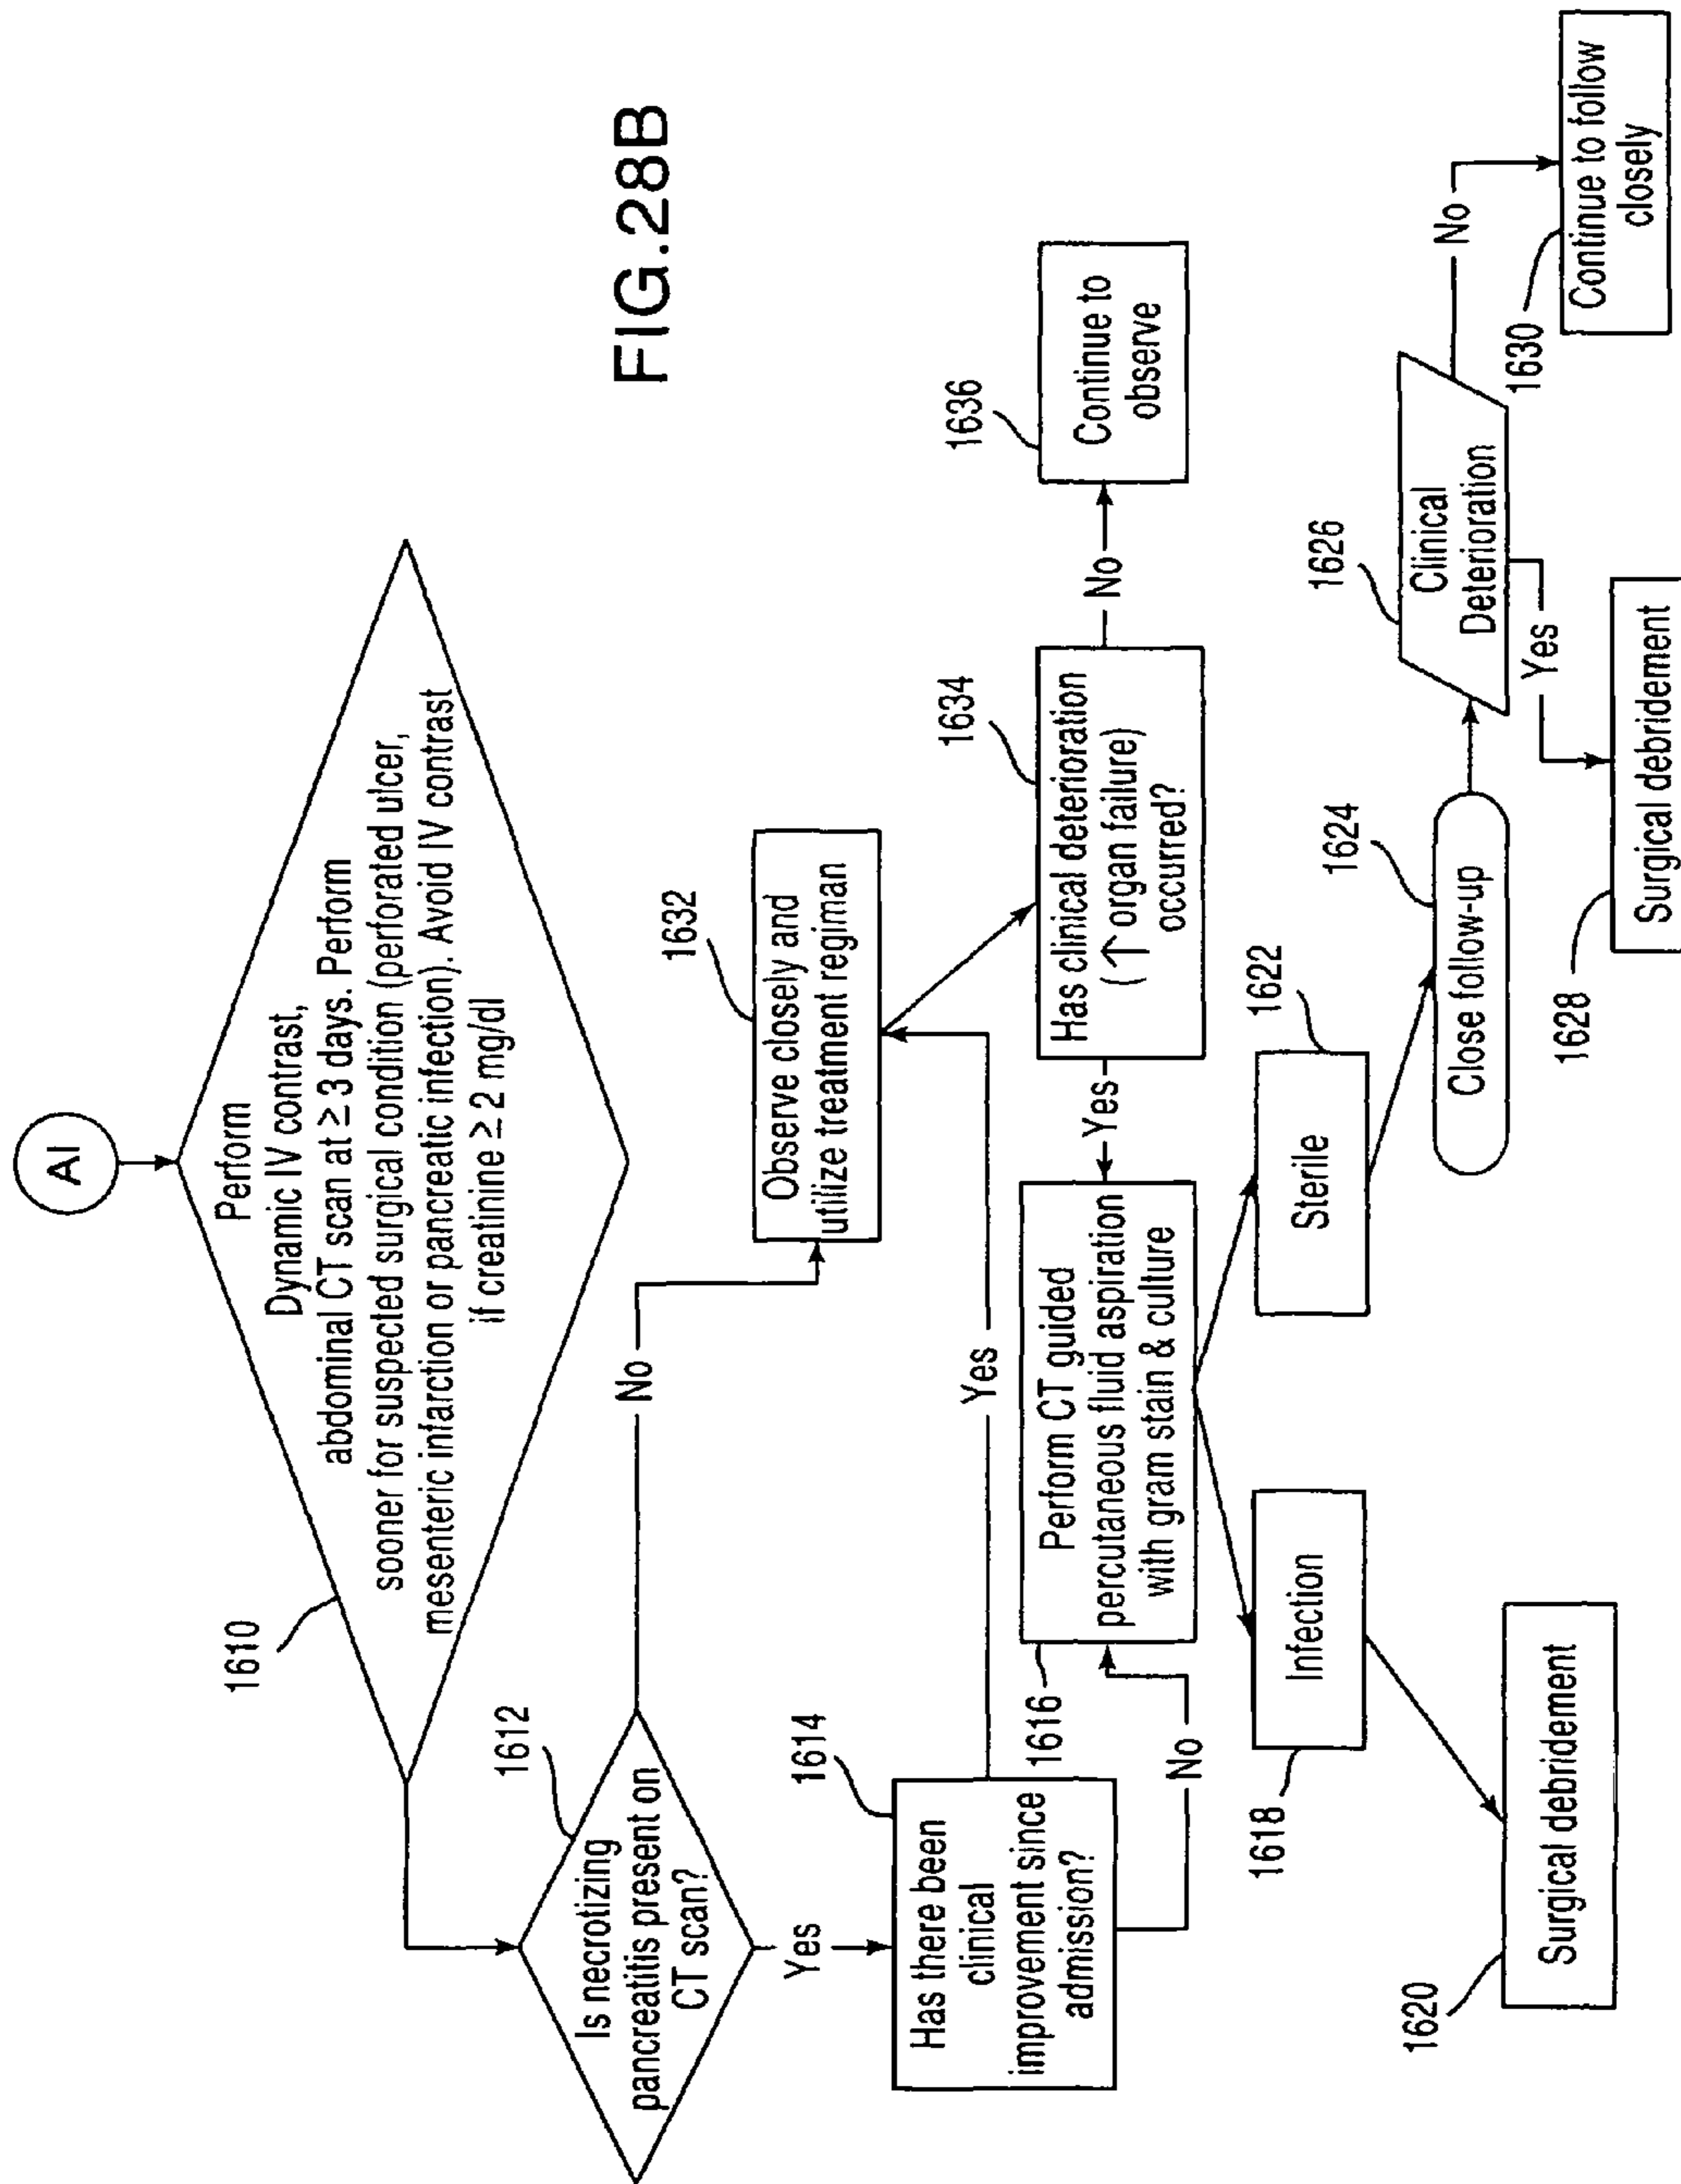 FIG.28B
AI
1610
Perform
Dynamic IV contrast,
abdominal CT scan at ≥ 3 days. Perform
sooner for suspected surgical condition (perforated ulcer,
mesenteric infarction or pancreatic infection). Avoid IV contrast
if creatinine ≥ 2 mg/dl
1612
Is necrotizing
pancreatitis present on
CT scan?
No
Yes
1632
Observe closely and
utilize treatment regiman
1614
Has there been
clinical
improvement since
admission?
Yes
No
1634
Has clinical deterioration
(↑ organ failure)
occurred?
No
Yes
1636
Continue to
observe
1616
Perform CT guided
percutaneous fluid aspiration
with gram stain & culture
1618
Infection
1622
Sterile
1620
Surgical debridement
1624
Close follow-up
1626
Clinical
Deterioration
Yes
No
1628
Surgical debridement
1630
Continue to follow
closely